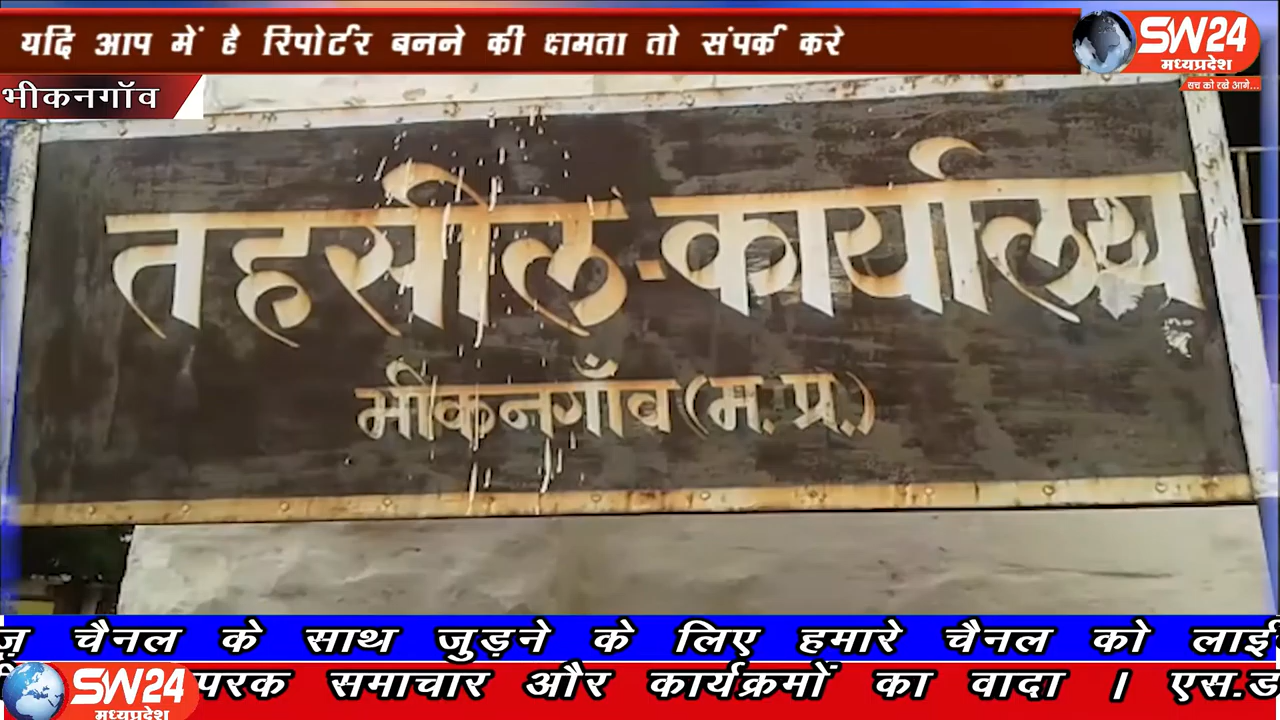 यदि आप में है रिपोर्टर बनने की क्षमता तो संपर्क करे
SW24
मध्यप्रदेश
सच को रखे आगे...
भीकनगॉव
तहसील-कार्यालय
भीकनगाँव (म. प्र.)
चैनल के साथ जुड़ने के लिए हमारे चैनल को
SW24
मध्यप्रदेश
परक समाचार और कार्यक्रमों का वादा । एस.ड